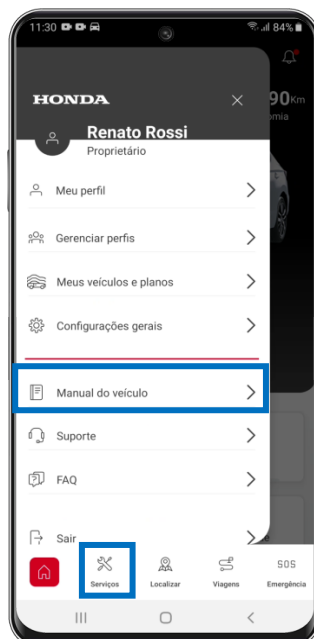 11:30 84%
HONDA
90Km
omia
Renato Rossi
Proprietário
Meu perfil
Gerenciar perfis
Meus veículos e planos
Configurações gerais
Manual do veículo
Suporte
FAQ
Sair
Serviços
Localizar
Viagens
SOS
Emergência